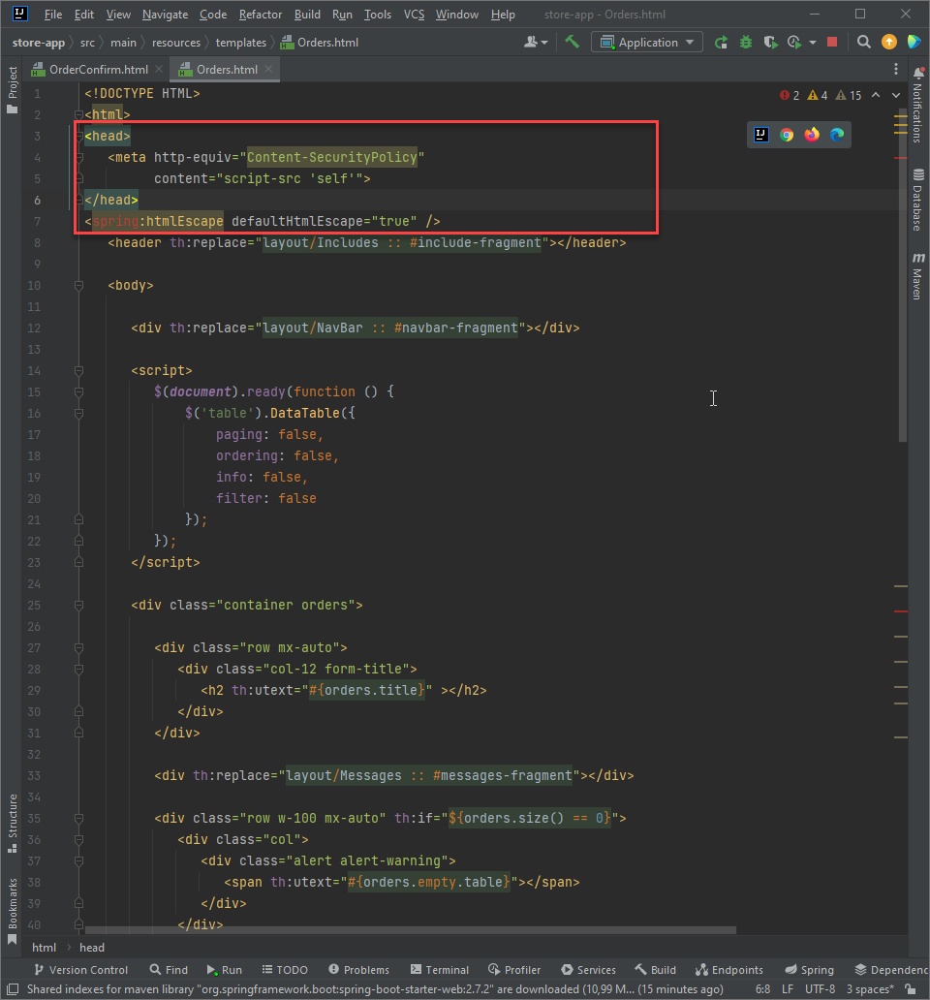 File Edit View Navigate Code Refactor Build Run Tools VCS Window Help store-app - Orders.html
store-app src main resources templates Orders.html Application
OrderConfirm.html Orders.html
Project
Notifications
Database
Maven
2 4 15
1 <!DOCTYPE HTML>
2 <html>
3 <head>
4 <meta http-equiv="Content-SecurityPolicy"
5 content="script-src 'self'">
6 </head>
7 <spring:htmlEscape defaultHtmlEscape="true" />
8 <header th:replace="layout/Includes :: #include-fragment"></header>
9
10 <body>
11
12 <div th:replace="layout/NavBar :: #navbar-fragment"></div>
13
14 <script>
15 $(document).ready(function () {
16 $('table').DataTable({
17 paging: false,
18 ordering: false,
19 info: false,
20 filter: false
21 });
22 });
23 </script>
24
25 <div class="container orders">
26
27 <div class="row mx-auto">
28 <div class="col-12 form-title">
29 <h2 th:utext="#{orders.title}" ></h2>
30 </div>
31 </div>
32
33 <div th:replace="layout/Messages :: #messages-fragment"></div>
34
35 <div class="row w-100 mx-auto" th:if="${orders.size() == 0}">
36 <div class="col">
37 <div class="alert alert-warning">
38 <span th:utext="#{orders.empty.table}"></span>
39 </div>
40 </div>
Structure
Bookmarks
html head
Version Control Find Run TODO Problems Terminal Profiler Services Build Endpoints Spring Dependenc
Shared indexes for maven library "org.springframework.boot:spring-boot-starter-web:2.7.2" are downloaded (10,99 M... (15 minutes ago) 6:8 LF UTF-8 3 spaces*